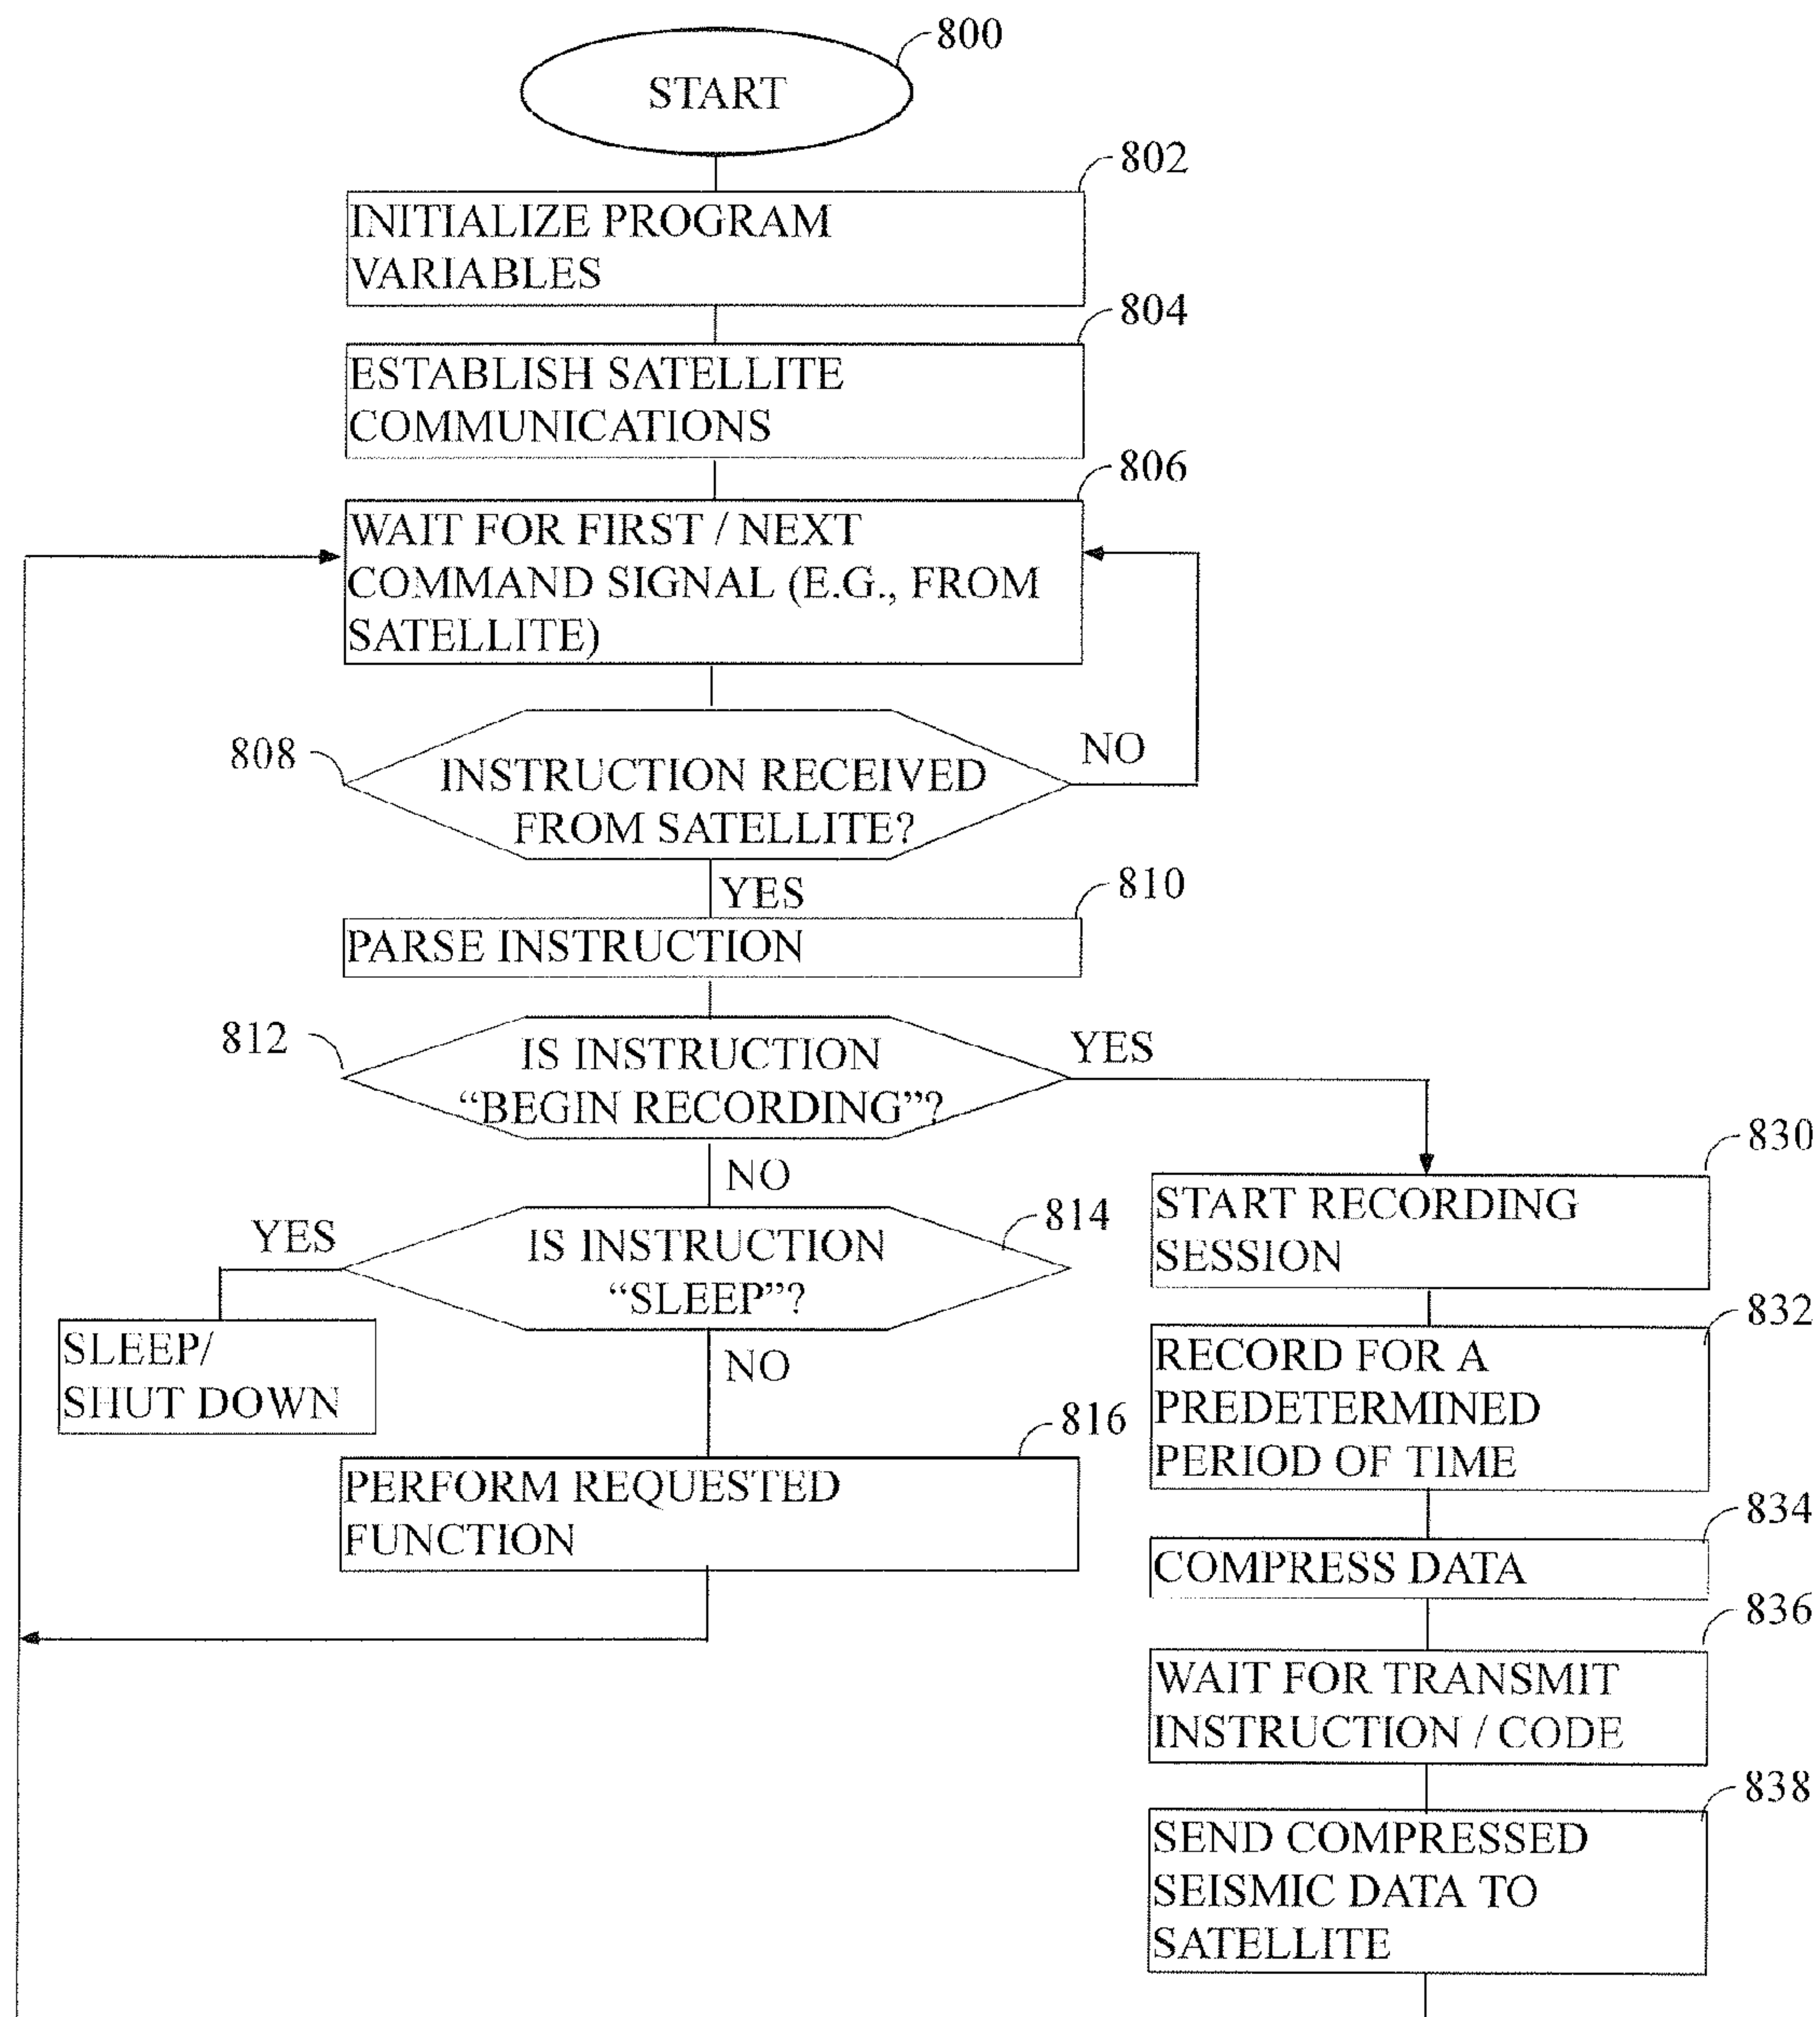 800
START
802
INITIALIZE PROGRAM
VARIABLES
804
ESTABLISH SATELLITE
COMMUNICATIONS
806
WAIT FOR FIRST / NEXT
COMMAND SIGNAL (E.G., FROM
SATELLITE)
808
INSTRUCTION RECEIVED
FROM SATELLITE?
NO
YES
810
PARSE INSTRUCTION
812
IS INSTRUCTION
“BEGIN RECORDING”?
YES
NO
814
IS INSTRUCTION
“SLEEP”?
YES
SLEEP/
SHUT DOWN
NO
816
PERFORM REQUESTED
FUNCTION
830
START RECORDING
SESSION
832
RECORD FOR A
PREDETERMINED
PERIOD OF TIME
834
COMPRESS DATA
836
WAIT FOR TRANSMIT
INSTRUCTION / CODE
838
SEND COMPRESSED
SEISMIC DATA TO
SATELLITE